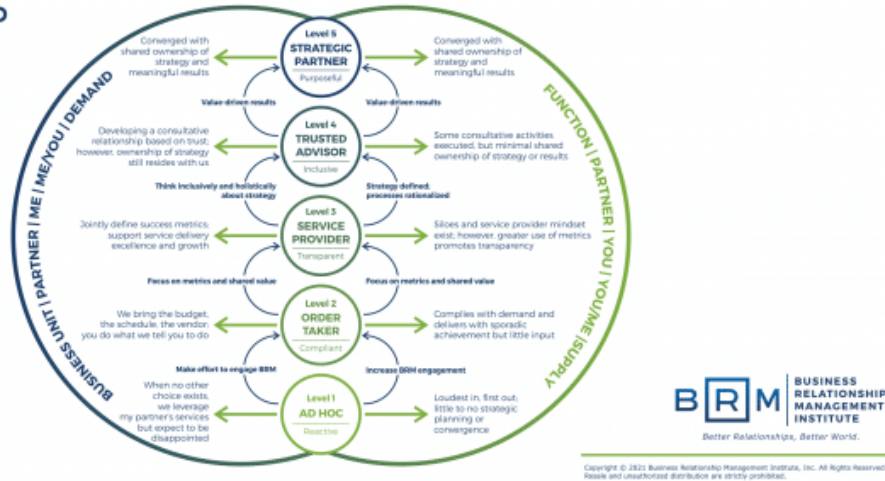 Level 5
STRATEGIC
PARTNER
Purposeful
Converged with
shared ownership of
strategy and
meaningful results
Converged with
shared ownership of
strategy and
meaningful results
Value-driven results
Value-driven results
Level 4
TRUSTED
ADVISOR
Inclusive
Developing a consultative
relationship based on trust;
however, ownership of strategy
still resides with us
Some consultative activities
executed, but minimal shared
ownership of strategy or results
Think inclusively and holistically
about strategy
Strategy defined;
processes rationalized
Level 3
SERVICE
PROVIDER
Transparent
Jointly define success metrics;
support service delivery
excellence and growth
Siloes and service provider mindset
exist; however, greater use of metrics
promotes transparency
Focus on metrics and shared value
Focus on metrics and shared value
Level 2
ORDER
TAKER
Compliant
We bring the budget,
the schedule, the vendor;
you do what we tell you to do
Complies with demand and
delivers with sporadic
achievement but little input
Make effort to engage BRM
Increase BRM engagement
Level 1
AD HOC
Reactive
When no other
choice exists,
we leverage
my partner's services
but expect to be
disappointed
Loudest in, first out;
little to no strategic
planning or
convergence
BUSINESS UNIT | PARTNER | ME | ME/YOU | DEMAND
FUNCTION | PARTNER | YOU | YOU/ME | SUPPLY
BRM
BUSINESS
RELATIONSHIP
MANAGEMENT
INSTITUTE
Better Relationships, Better World.
Copyright © 2021 Business Relationship Management Institute, Inc. All Rights Reserved
Resale and unauthorized distribution are strictly prohibited.